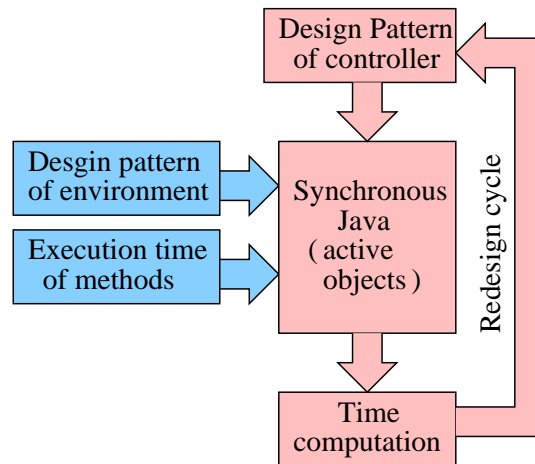 Design Pattern
of controller
Desgin pattern
of environment
Synchronous
Java
( active
objects )
Execution time
of methods
Redesign cycle
Time
computation